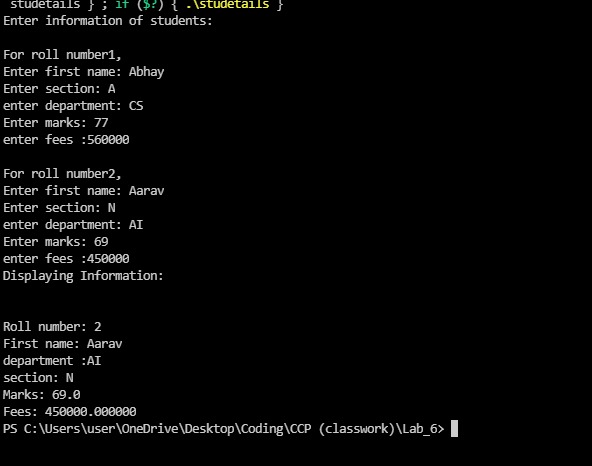 studetails } ; if ($?) { .\studetails }
Enter information of students:
For roll number1,
Enter first name: Abhay
Enter section: A
enter department: CS
Enter marks: 77
enter fees :560000
For roll number2,
Enter first name: Aarav
Enter section: N
enter department: AI
Enter marks: 69
enter fees :450000
Displaying Information:
Roll number: 2
First name: Aarav
department :AI
section: N
Marks: 69.0
Fees: 450000.000000
PS C:\Users\user\OneDrive\Desktop\Coding\CCP (classwork)\Lab_6>